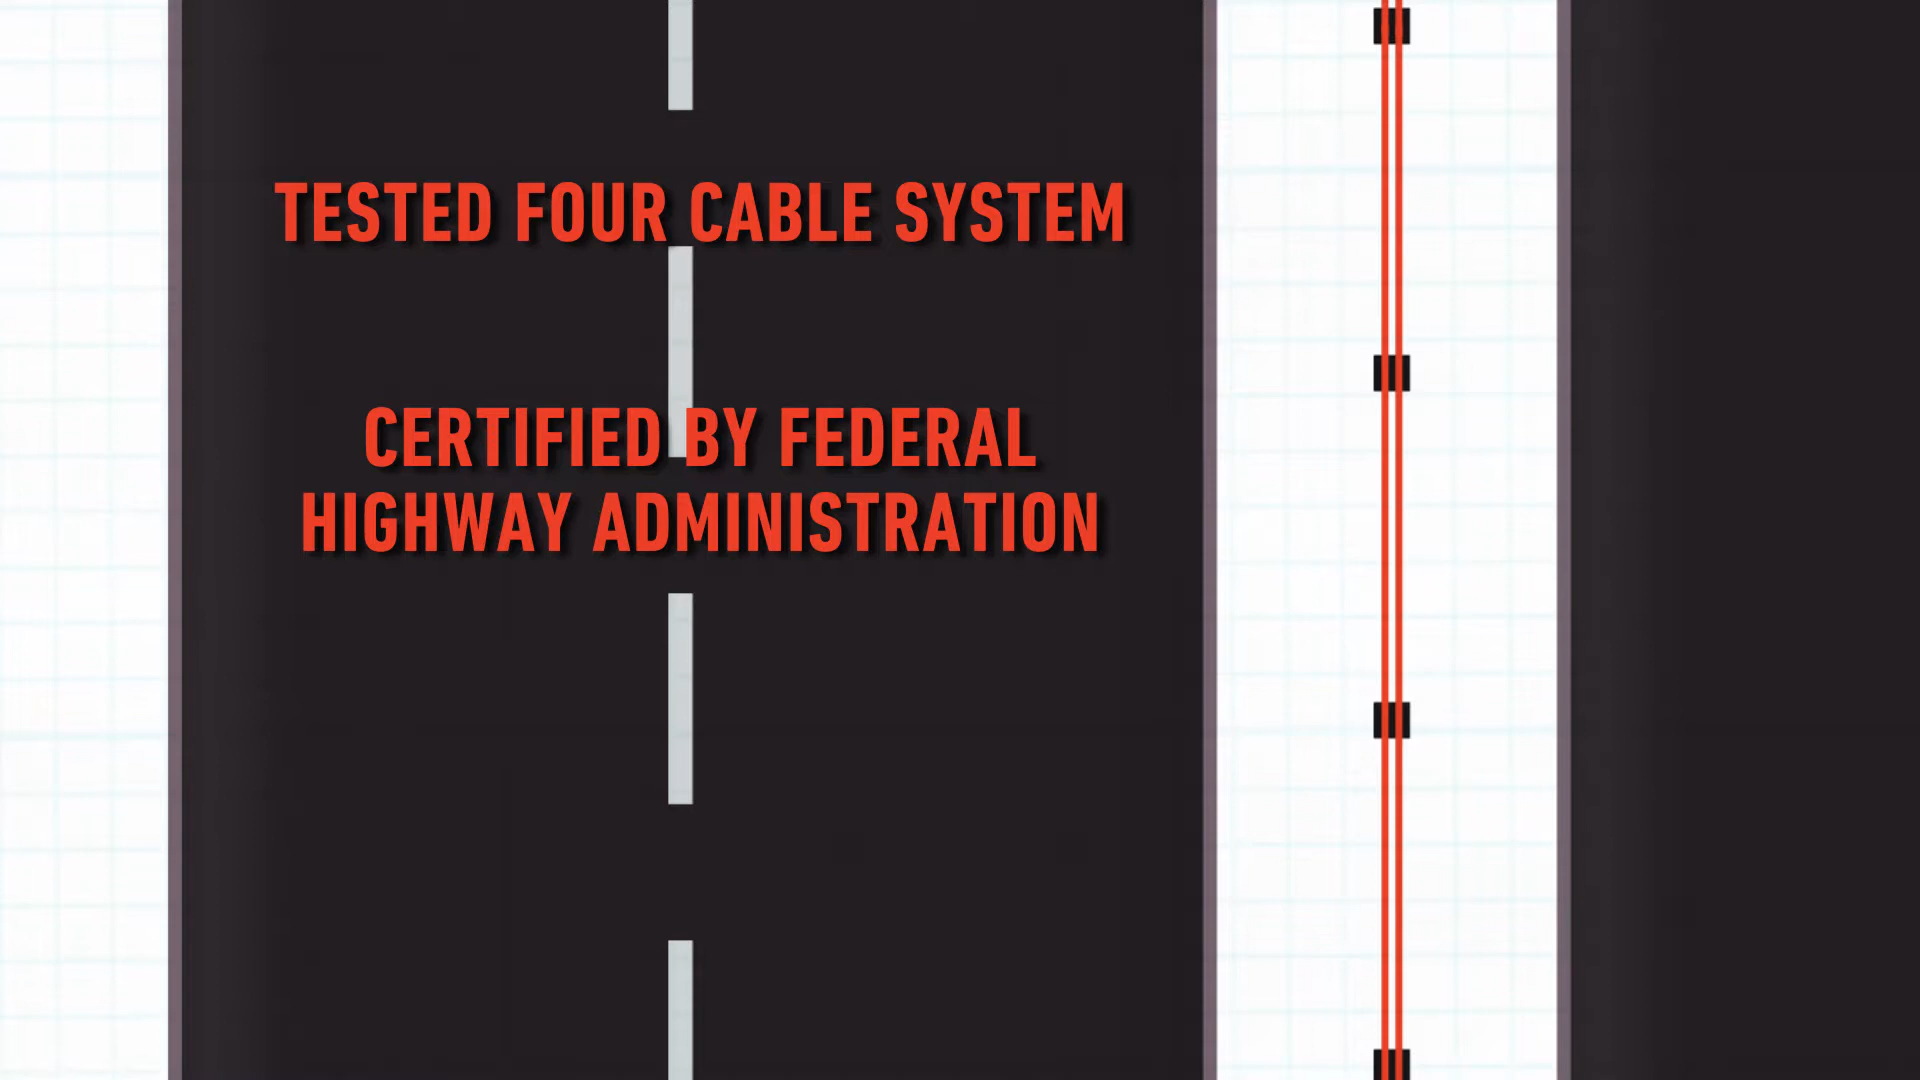 TESTED FOUR CABLE SYSTEM
CERTIFIED BY FEDERAL
HIGHWAY ADMINISTRATION